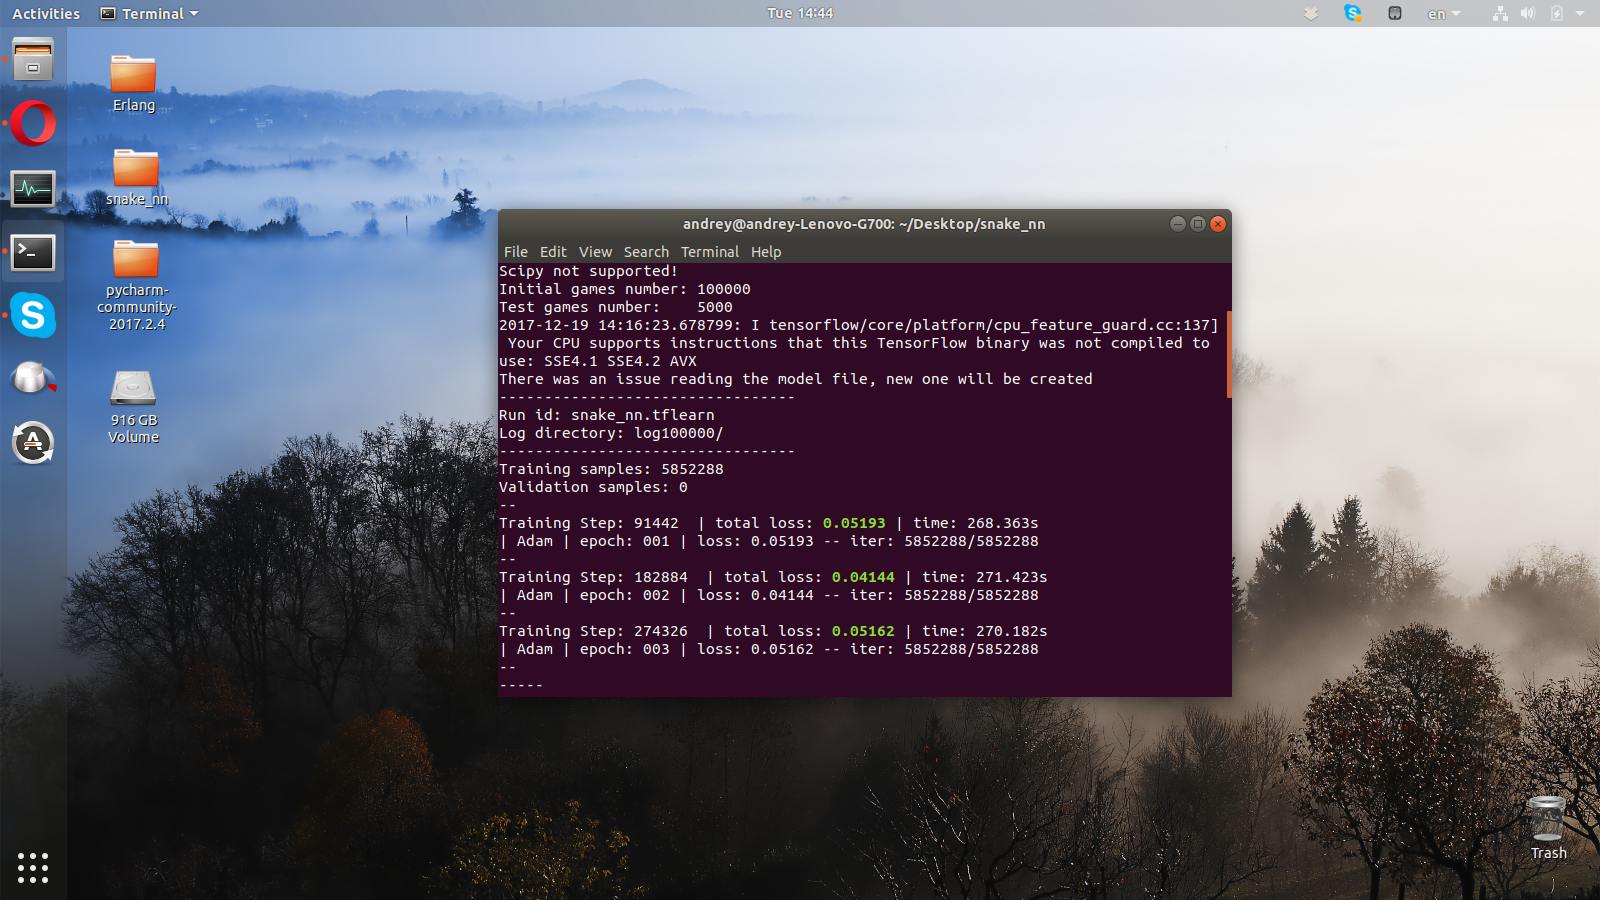 Activities
Terminal
Tue 14:44
en
Erlang
snake_nn
pycharm-
community-
2017.2.4
916 GB
Volume
andrey@andrey-Lenovo-G700: ~/Desktop/snake_nn
File Edit View Search Terminal Help
Scipy not supported!
Initial games number: 100000
Test games number:    5000
2017-12-19 14:16:23.678799: I tensorflow/core/platform/cpu_feature_guard.cc:137]
 Your CPU supports instructions that this TensorFlow binary was not compiled to
use: SSE4.1 SSE4.2 AVX
There was an issue reading the model file, new one will be created
---------------------------------
Run id: snake_nn.tflearn
Log directory: log100000/
---------------------------------
Training samples: 5852288
Validation samples: 0
--
Training Step: 91442  | total loss: 0.05193 | time: 268.363s
| Adam | epoch: 001 | loss: 0.05193 -- iter: 5852288/5852288
--
Training Step: 182884  | total loss: 0.04144 | time: 271.423s
| Adam | epoch: 002 | loss: 0.04144 -- iter: 5852288/5852288
--
Training Step: 274326  | total loss: 0.05162 | time: 270.182s
| Adam | epoch: 003 | loss: 0.05162 -- iter: 5852288/5852288
--
-----
Trash